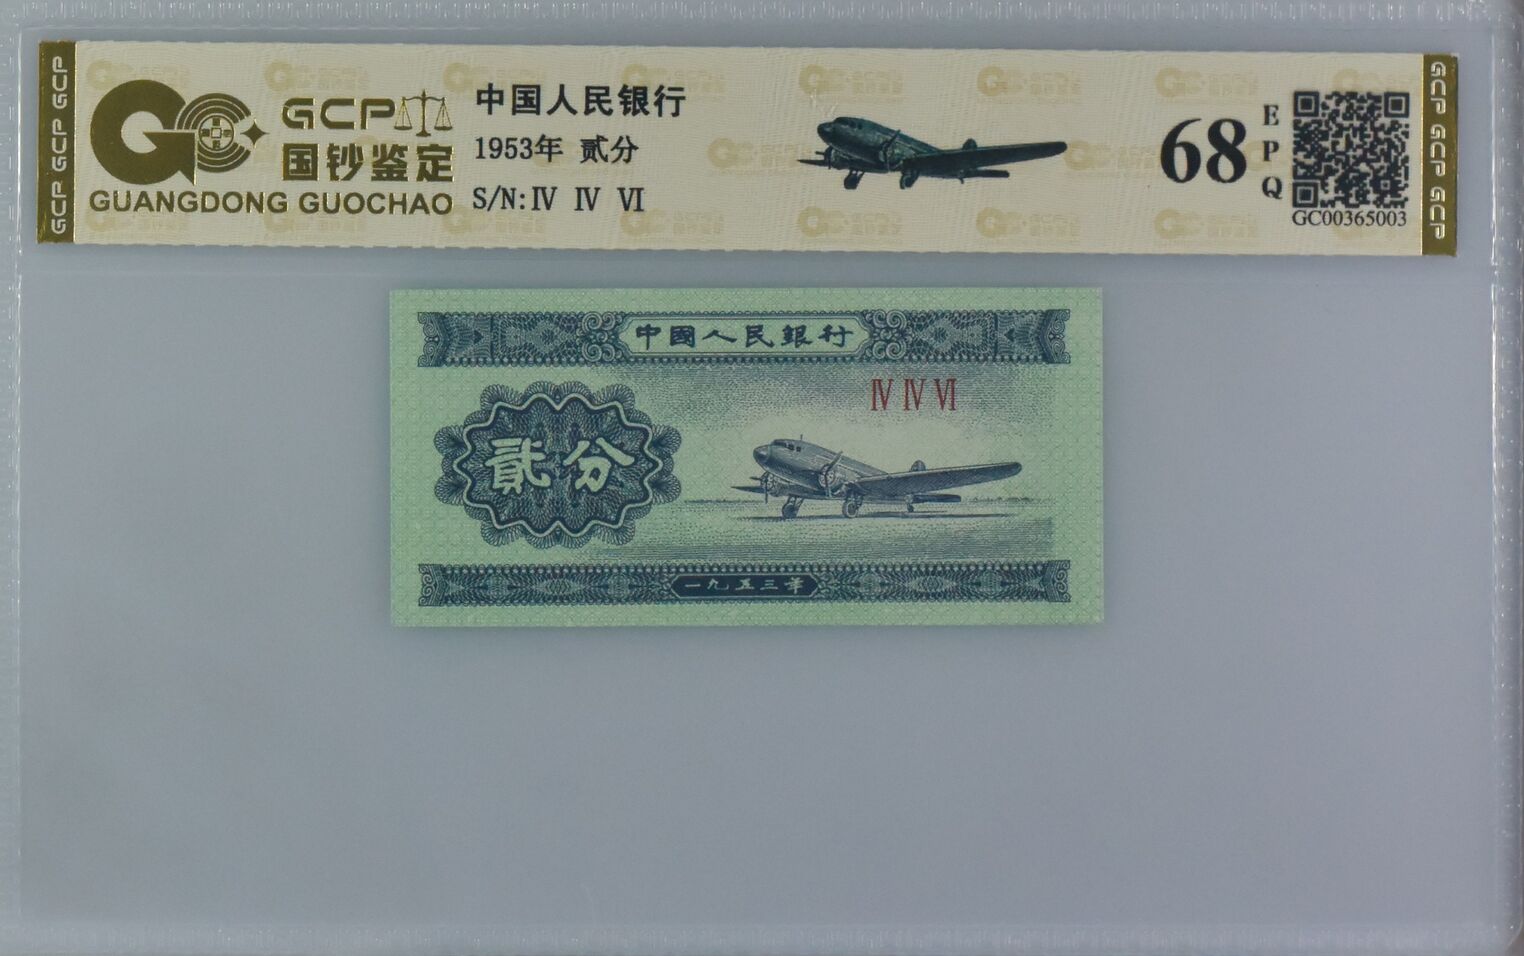 GCP GCP GCP
GCP
国钞鉴定
GUANGDONG GUOCHAO
中国人民银行
1953年 贰分
S/N:Ⅳ Ⅳ Ⅵ
68
EPQ
GC00365003
GCP GCP GCP
中國人民銀行
Ⅳ Ⅳ Ⅵ
貳分
一九五三年